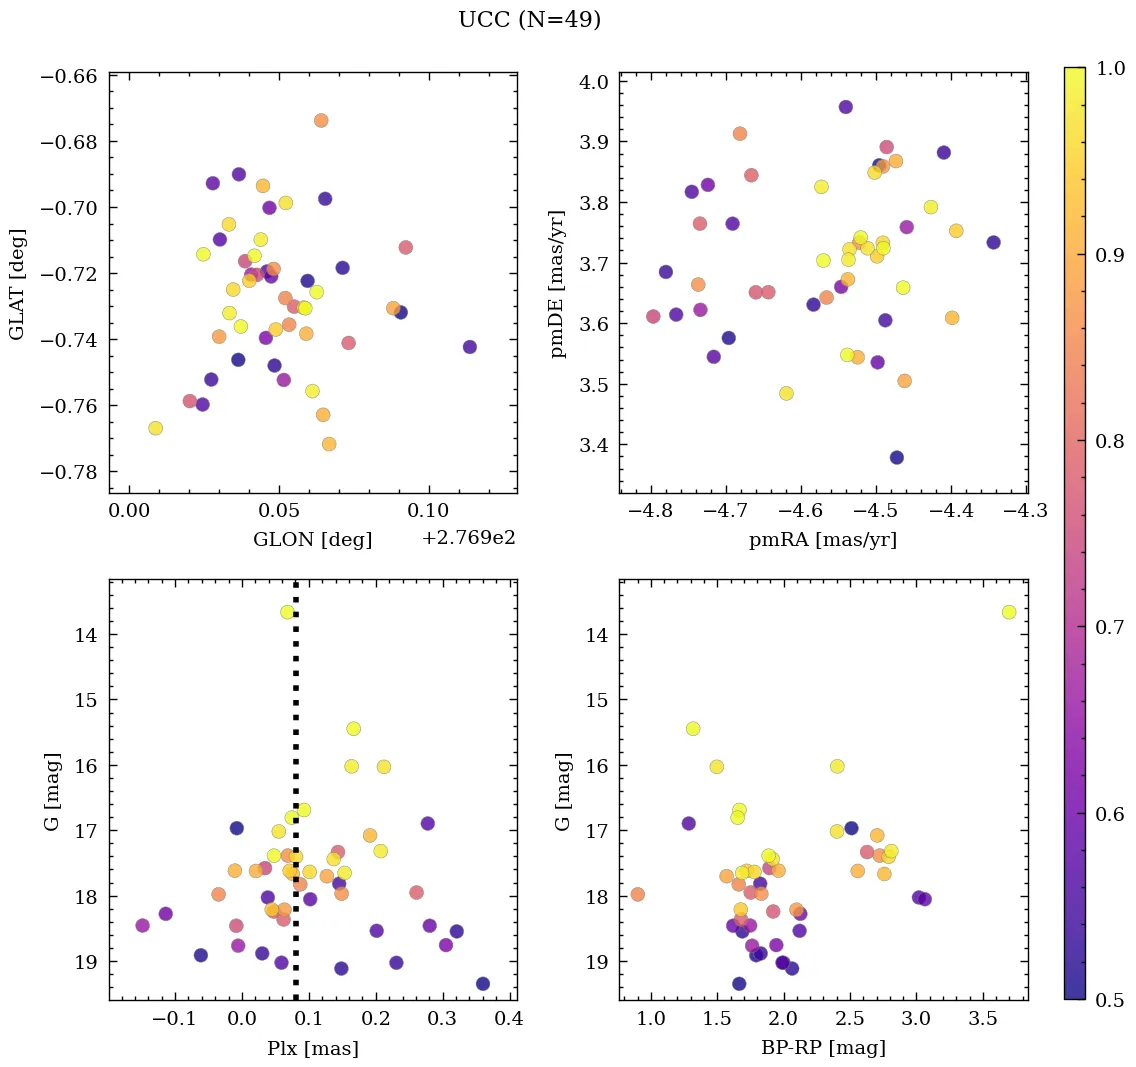 UCC (N=49)
−0.66
−0.68
−0.70
−0.72
−0.74
−0.76
−0.78
GLAT [deg]
0.00 0.05 0.10
GLON [deg] +2.769e2
4.0
3.9
3.8
3.7
3.6
3.5
3.4
pmDE [mas/yr]
−4.8 −4.7 −4.6 −4.5 −4.4 −4.3
pmRA [mas/yr]
14
15
16
17
18
19
G [mag]
−0.1 0.0 0.1 0.2 0.3 0.4
Plx [mas]
14
15
16
17
18
19
G [mag]
1.0 1.5 2.0 2.5 3.0 3.5
BP-RP [mag]
1.0
0.9
0.8
0.7
0.6
0.5